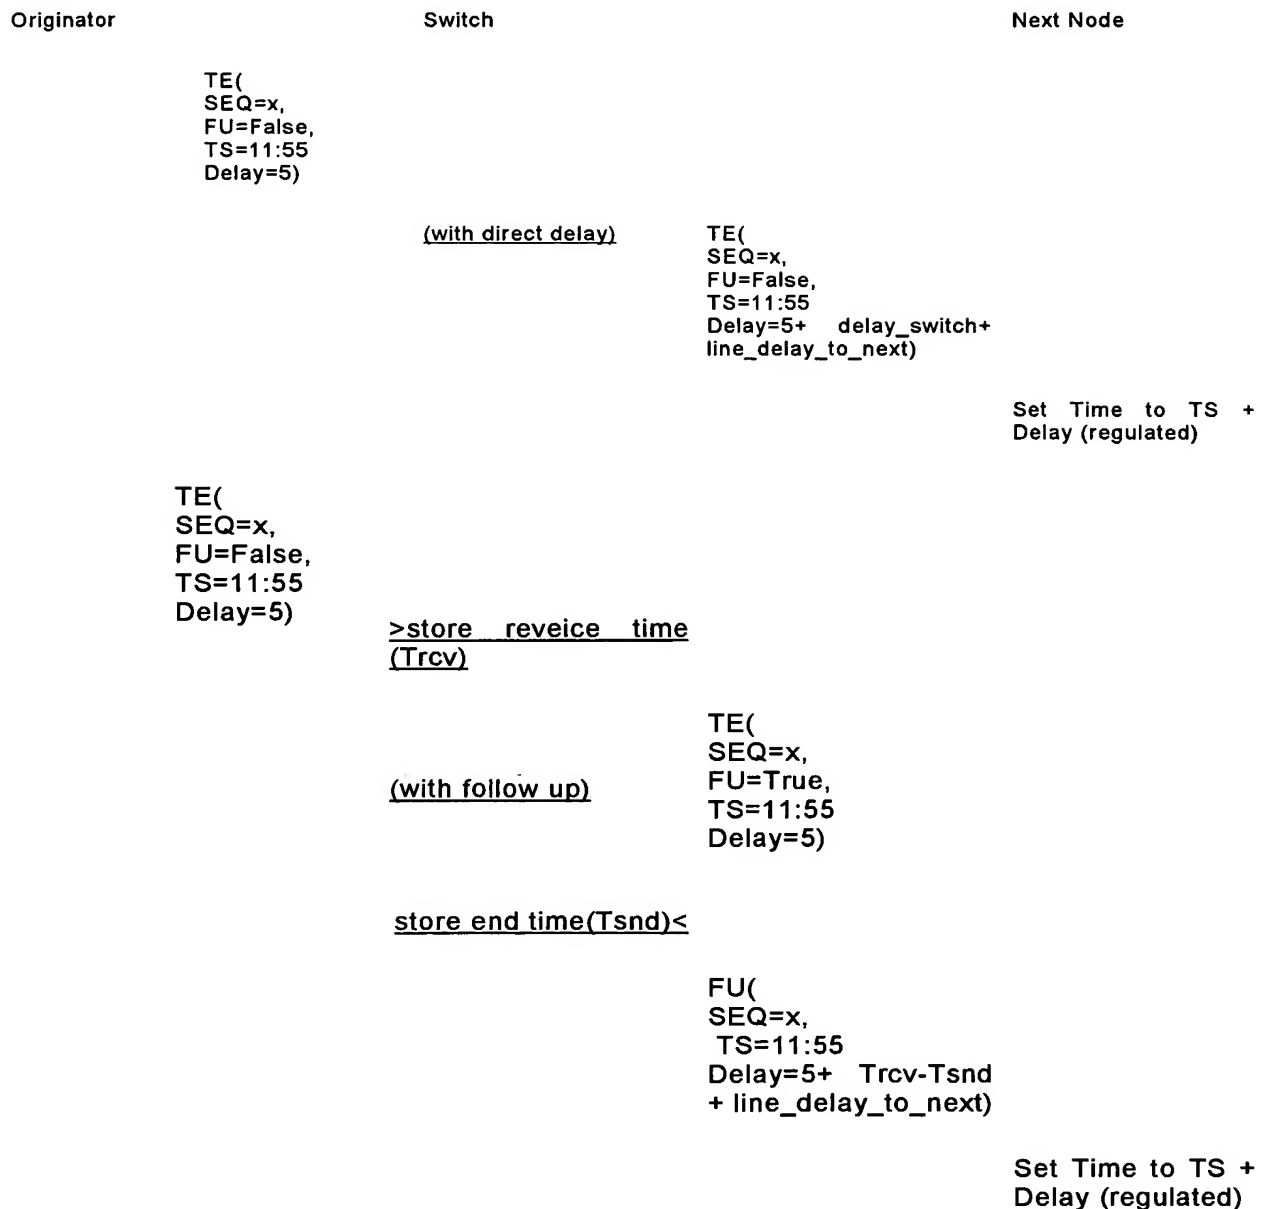 Originator Switch Next Node
TE(
SEQ=x,
FU=False,
TS=11:55
Delay=5)
(with direct delay)
TE(
SEQ=x,
FU=False,
TS=11:55
Delay=5+ delay_switch+
line_delay_to_next)
Set Time to TS +
Delay (regulated)
TE(
SEQ=x,
FU=False,
TS=11:55
Delay=5)
>store reveice time
(Trcv)
TE(
SEQ=x,
FU=True,
TS=11:55
Delay=5)
(with follow up)
store end time(Tsnd)<
FU(
SEQ=x,
TS=11:55
Delay=5+ Trcv-Tsnd
+ line_delay_to_next)
Set Time to TS +
Delay (regulated)